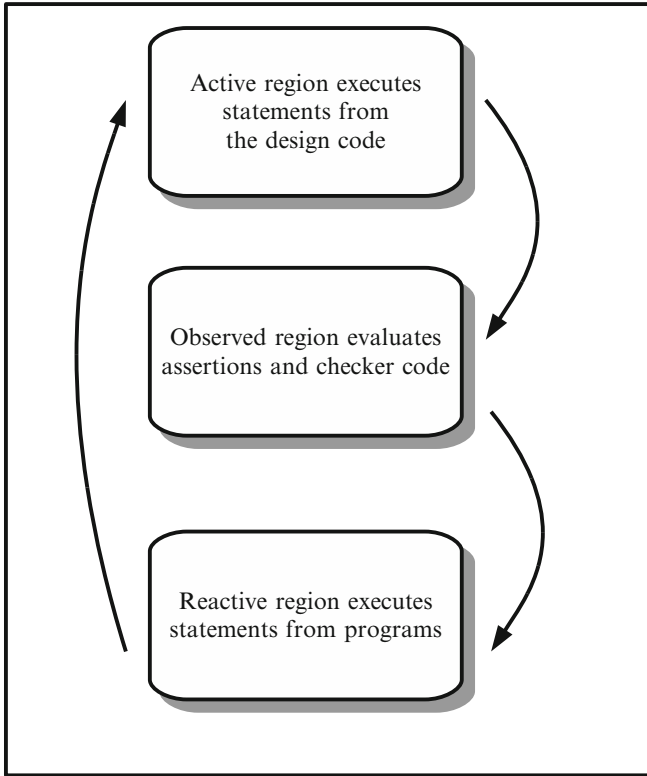 Active region executes
statements from
the design code
Observed region evaluates
assertions and checker code
Reactive region executes
statements from programs